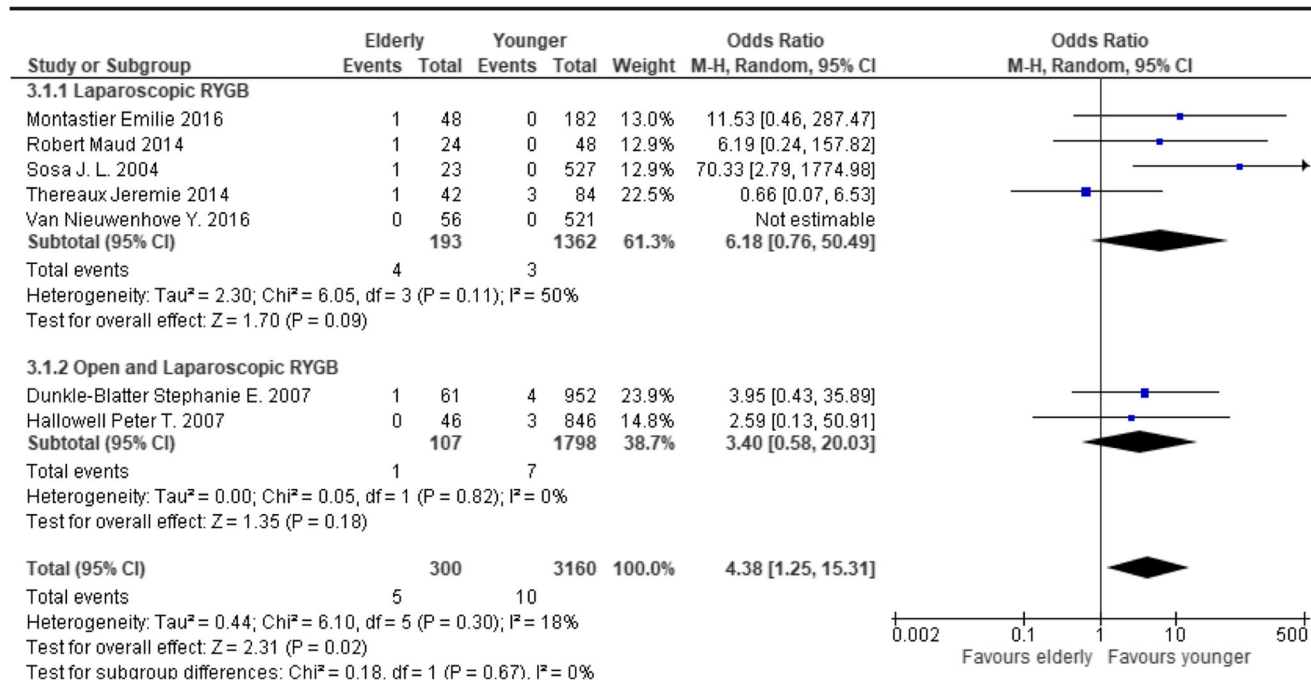 Elderly Younger Odds Ratio Odds Ratio
Study or Subgroup Events Total Events Total Weight M-H, Random, 95% CI M-H, Random, 95% CI
3.1.1 Laparoscopic RYGB
Montastier Emilie 2016 1 48 0 182 13.0% 11.53 [0.46, 287.47]
Robert Maud 2014 1 24 0 48 12.9% 6.19 [0.24, 157.82]
Sosa J. L. 2004 1 23 0 527 12.9% 70.33 [2.79, 1774.98]
Thereaux Jeremie 2014 1 42 3 84 22.5% 0.66 [0.07, 6.53]
Van Nieuwenhove Y. 2016 0 56 0 521 Not estimable
Subtotal (95% CI) 193 1362 61.3% 6.18 [0.76, 50.49]
Total events 4 3
Heterogeneity: Tau² = 2.30; Chi² = 6.05, df = 3 (P = 0.11); I² = 50%
Test for overall effect: Z = 1.70 (P = 0.09)
3.1.2 Open and Laparoscopic RYGB
Dunkle-Blatter Stephanie E. 2007 1 61 4 952 23.9% 3.95 [0.43, 35.89]
Hallowell Peter T. 2007 0 46 3 846 14.8% 2.59 [0.13, 50.91]
Subtotal (95% CI) 107 1798 38.7% 3.40 [0.58, 20.03]
Total events 1 7
Heterogeneity: Tau² = 0.00; Chi² = 0.05, df = 1 (P = 0.82); I² = 0%
Test for overall effect: Z = 1.35 (P = 0.18)
Total (95% CI) 300 3160 100.0% 4.38 [1.25, 15.31]
Total events 5 10
Heterogeneity: Tau² = 0.44; Chi² = 6.10, df = 5 (P = 0.30); I² = 18%
Test for overall effect: Z = 2.31 (P = 0.02)
Test for subgroup differences: Chi² = 0.18, df = 1 (P = 0.67), I² = 0%
0.002 0.1 1 10 500
Favours elderly Favours younger